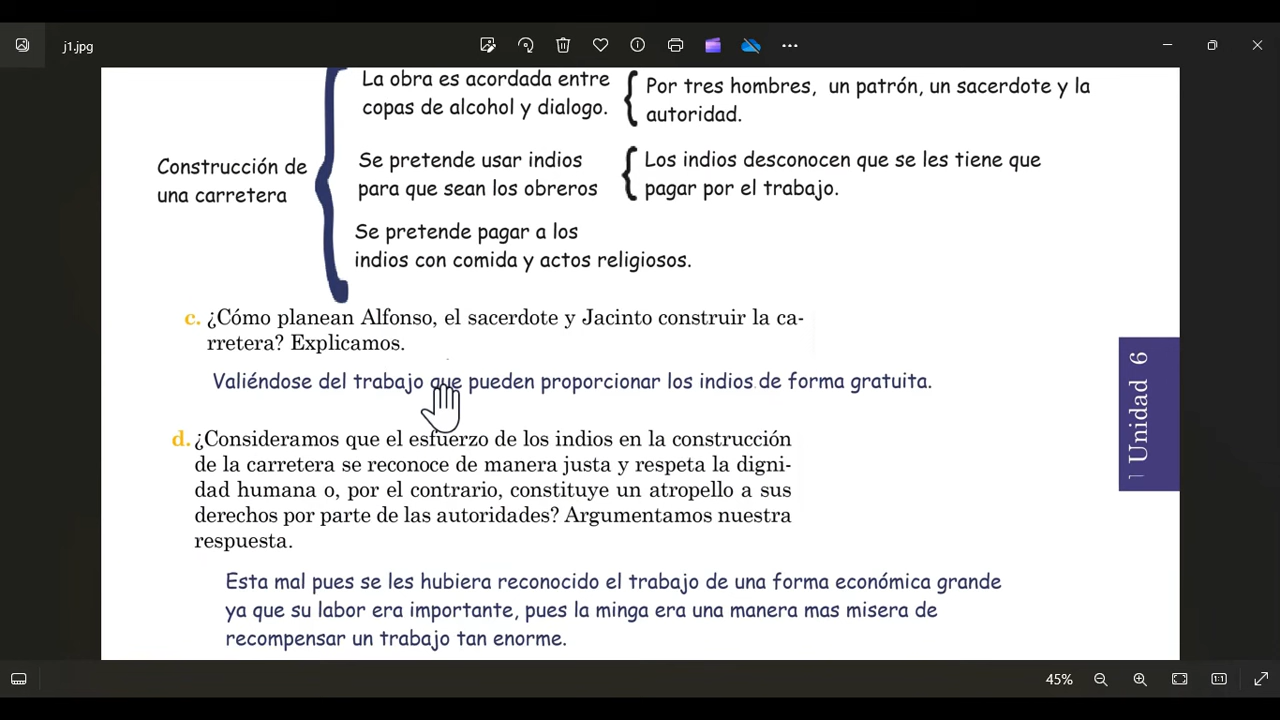 j1.jpg
La obra es acordada entre
copas de alcohol y dialogo.
Por tres hombres, un patrón, un sacerdote y la
autoridad.
Construcción de
una carretera
Se pretende usar indios
para que sean los obreros
Los indios desconocen que se les tiene que
pagar por el trabajo.
Se pretende pagar a los
indios con comida y actos religiosos.
c. ¿Cómo planean Alfonso, el sacerdote y Jacinto construir la ca-
rretera? Explicamos.
Valiéndose del trabajo que pueden proporcionar los indios de forma gratuita.
d. ¿Consideramos que el esfuerzo de los indios en la construcción
de la carretera se reconoce de manera justa y respeta la digni-
dad humana o, por el contrario, constituye un atropello a sus
derechos por parte de las autoridades? Argumentamos nuestra
respuesta.
Esta mal pues se les hubiera reconocido el trabajo de una forma económica grande
ya que su labor era importante, pues la minga era una manera mas misera de
recompensar un trabajo tan enorme.
Unidad 6
45%
1:1